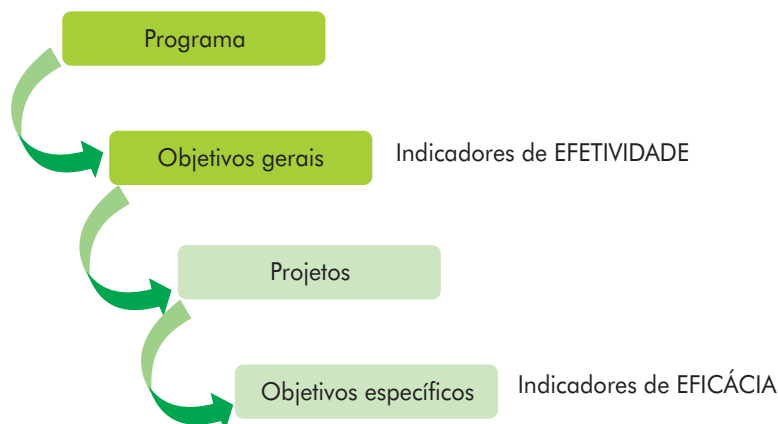 Programa
Objetivos gerais
Indicadores de EFETIVIDADE
Projetos
Objetivos específicos
Indicadores de EFICÁCIA